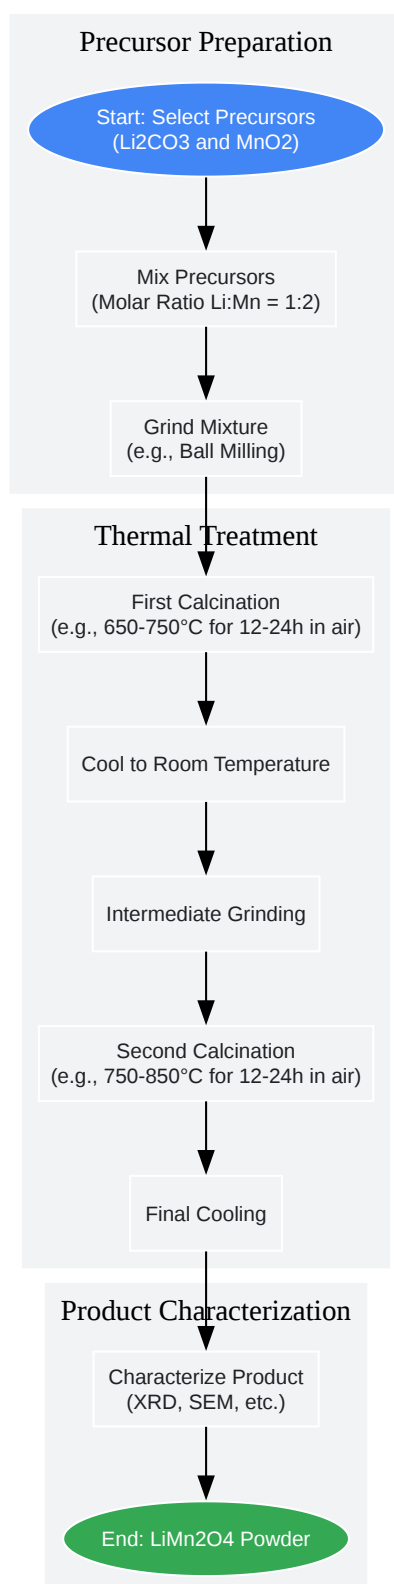 Precursor Preparation
Start: Select Precursors
(Li2CO3 and MnO2)
Mix Precursors
(Molar Ratio Li:Mn = 1:2)
Grind Mixture
(e.g., Ball Milling)
Thermal Treatment
First Calcination
(e.g., 650-750°C for 12-24h in air)
Cool to Room Temperature
Intermediate Grinding
Second Calcination
(e.g., 750-850°C for 12-24h in air)
Final Cooling
Product Characterization
Characterize Product
(XRD, SEM, etc.)
End: LiMn2O4 Powder